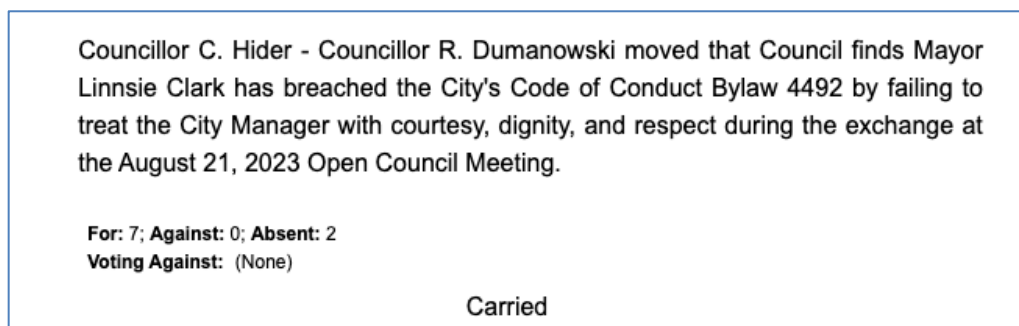 Councillor C. Hider - Councillor R. Dumanowski moved that Council finds Mayor
Linnsie Clark has breached the City's Code of Conduct Bylaw 4492 by failing to
treat the City Manager with courtesy, dignity, and respect during the exchange at
the August 21, 2023 Open Council Meeting.
For: 7; Against: 0; Absent: 2
Voting Against: (None)
Carried